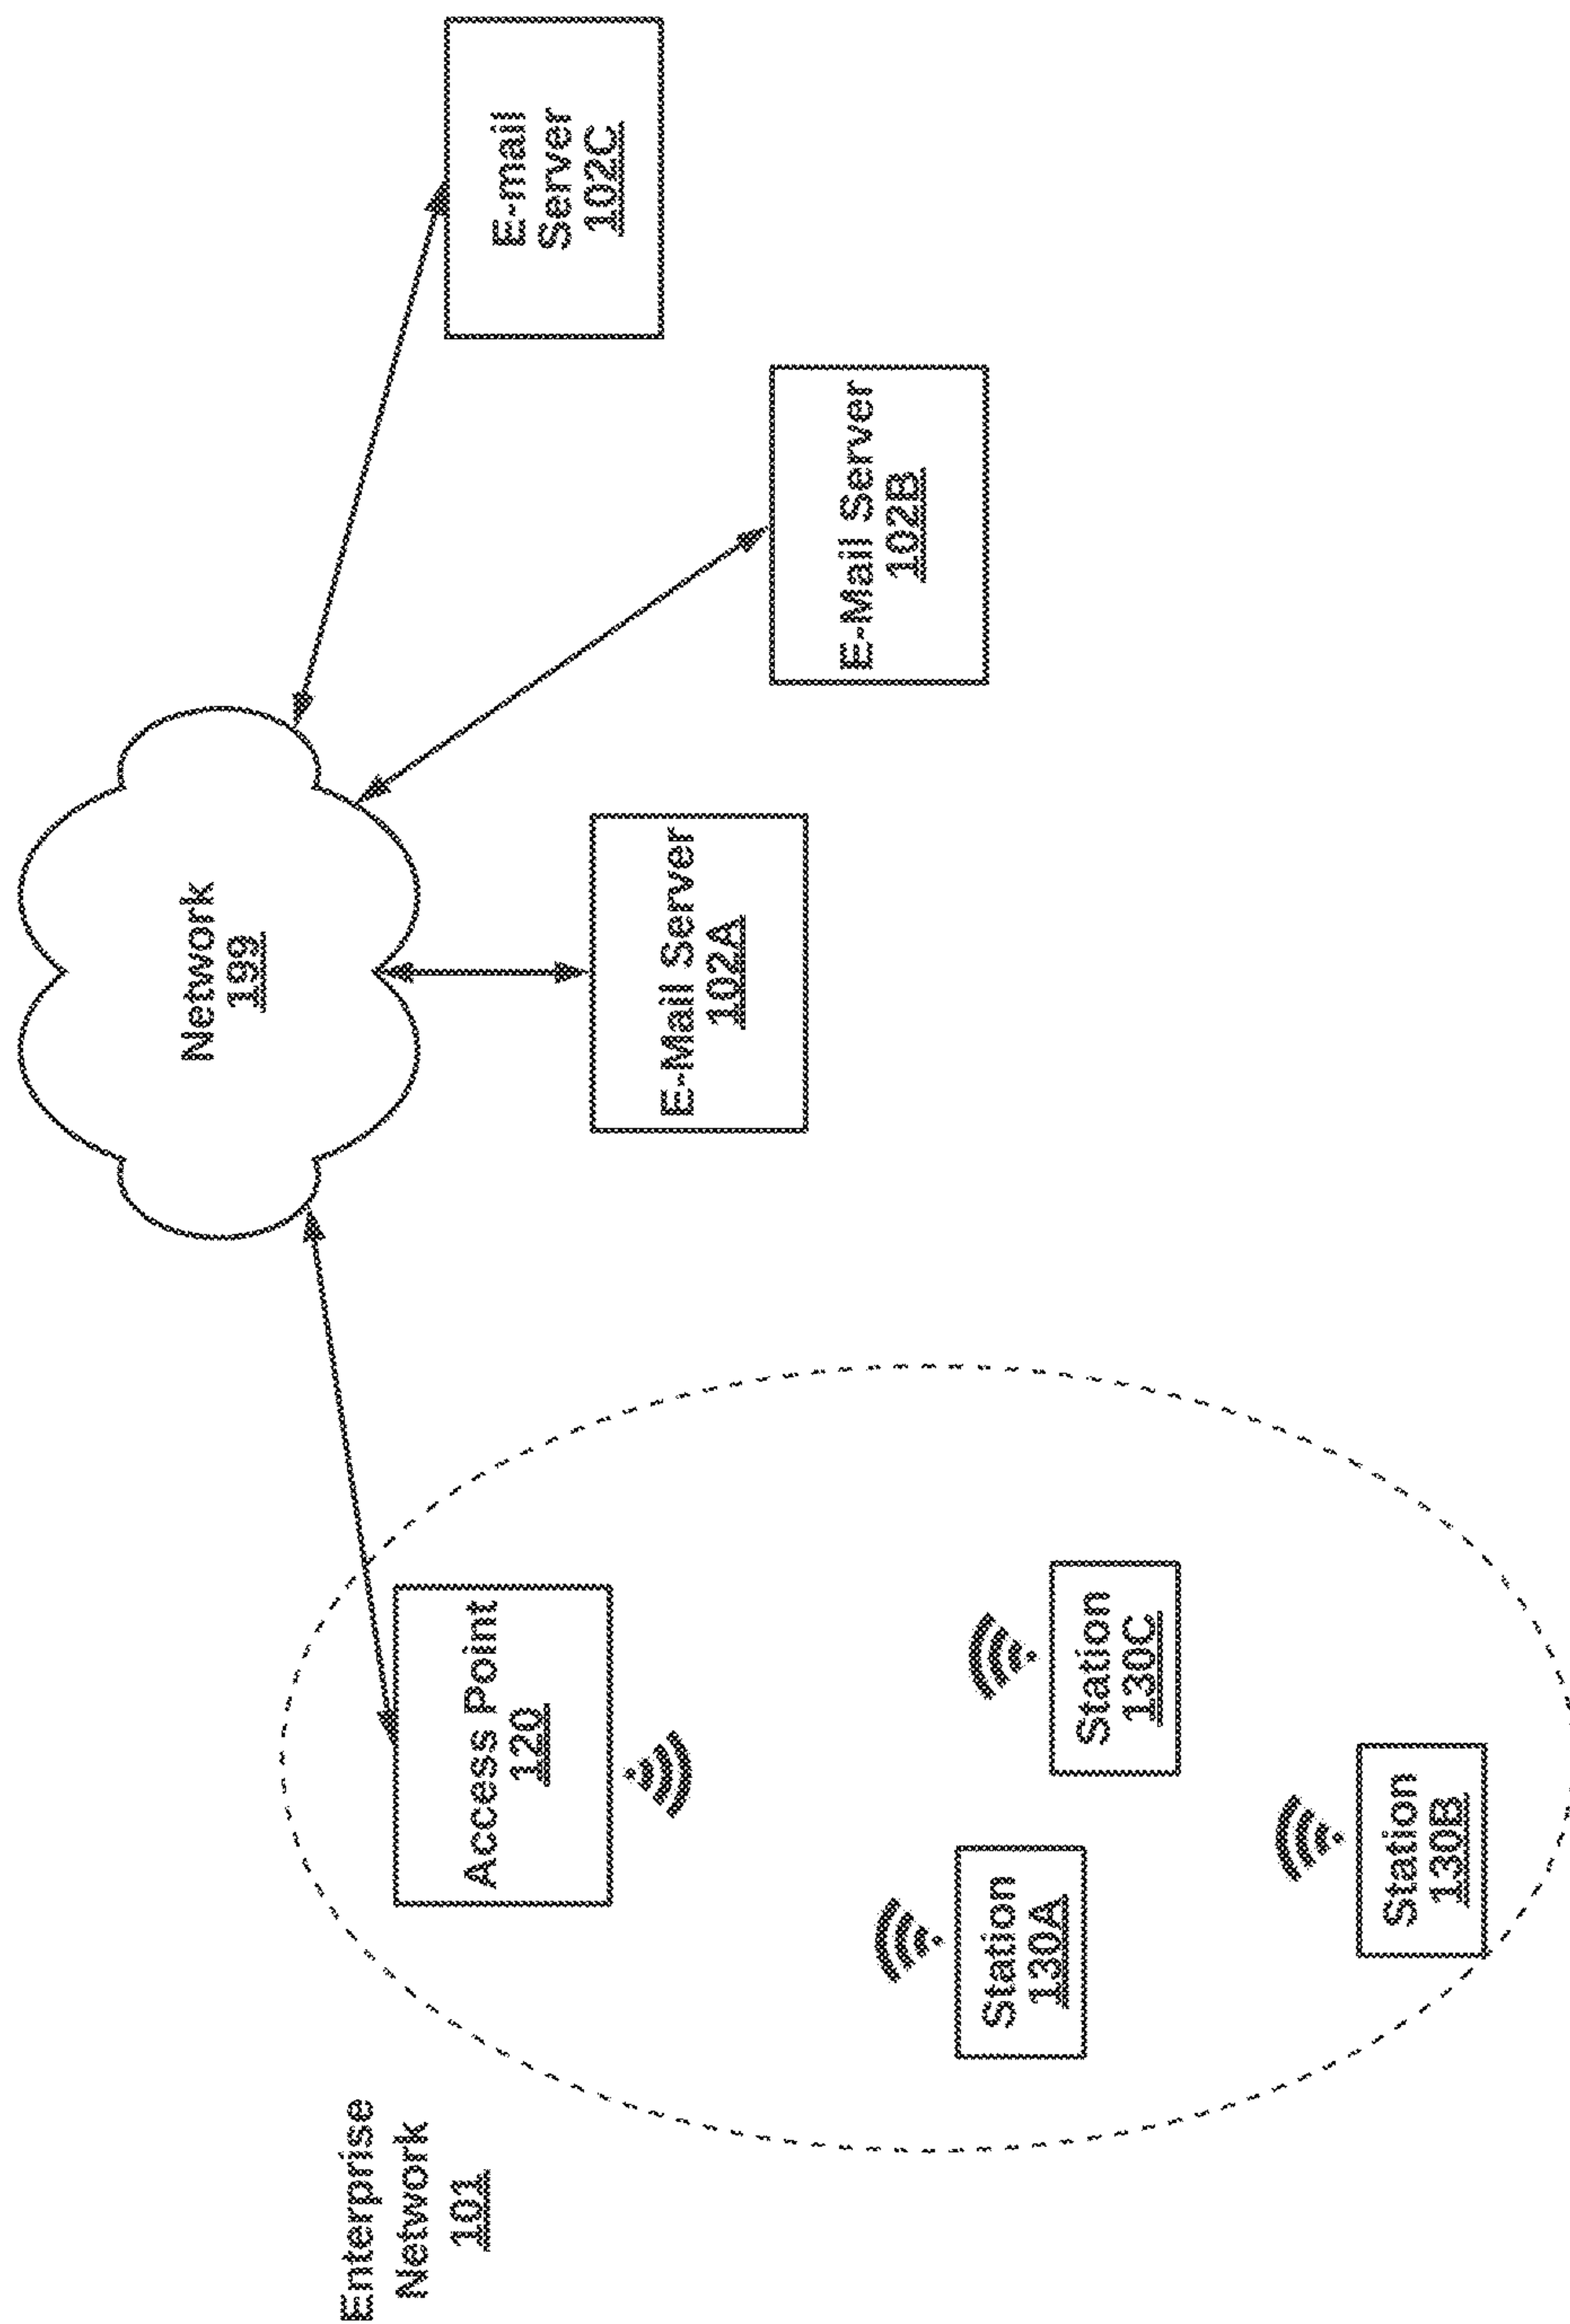 Network
199
E-mail
Server
102C
E-Mail Server
102B
E-Mail Server
102A
Access Point
120
Station
130C
Station
130A
Station
130B
Enterprise
Network
101